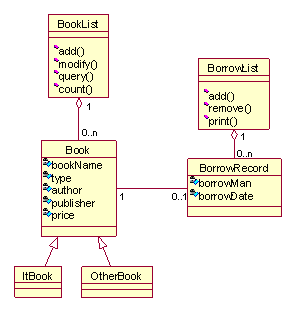 BookList
add()
modify()
query()
count()
1
0..n
BorrowList
add()
remove()
print()
1
0..n
Book
bookName
type
author
publisher
price
1
0..1
BorrowRecord
borrowMan
borrowDate
ItBook
OtherBook